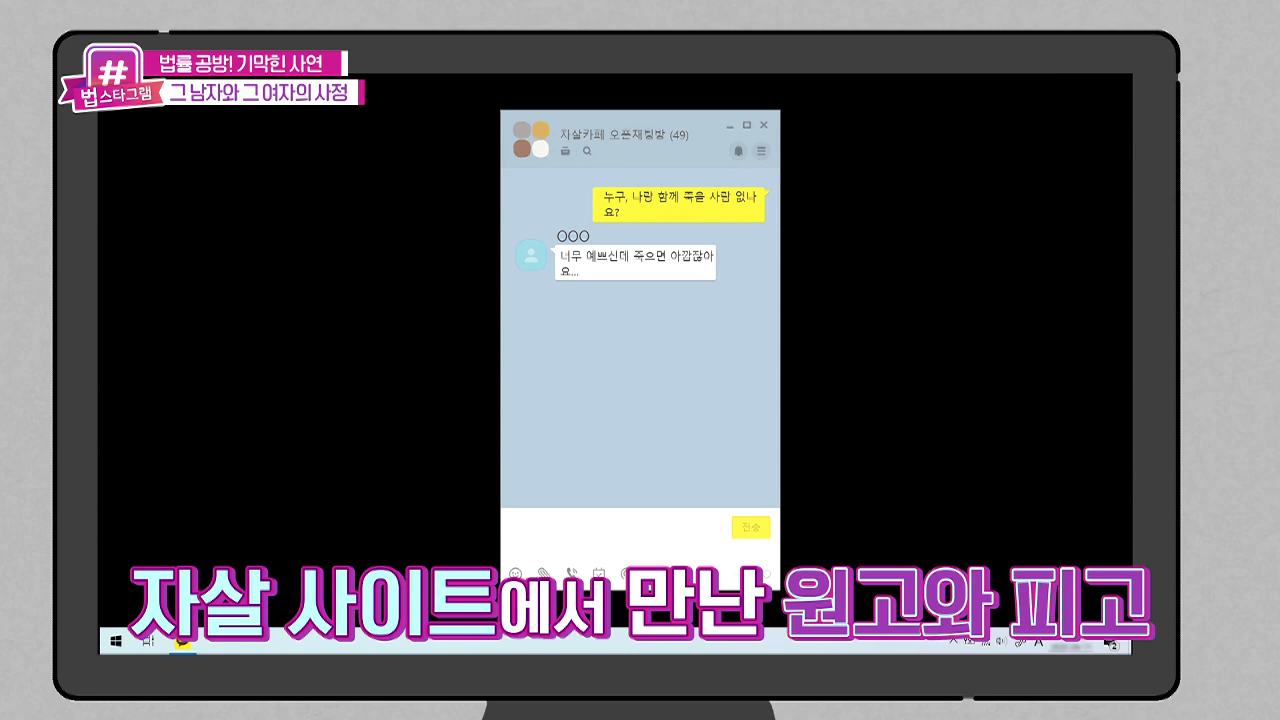 #
법스타그램
법률 공방! 기막힌 사연
그 남자와 그 여자의 사정
자살카페 오픈채팅방 (49)
누구, 나랑 함께 죽을 사람 없나
요?
OOO
너무 예쁘신데 죽으면 아깝잖아
요...
전송
자살 사이트에서 만난 원고와 피고
A
2